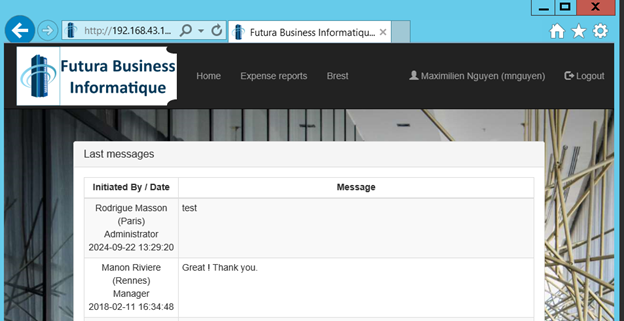 http://192.168.43.1...
Futura Business Informatiqu...
Futura Business
Informatique
Home Expense reports Brest Maximilien Nguyen (mnguyen) Logout
Last messages
Initiated By / Date Message
Rodrigue Masson test
(Paris)
Administrator
2024-09-22 13:29:20
Manon Riviere Great ! Thank you.
(Rennes)
Manager
2018-02-11 16:34:48